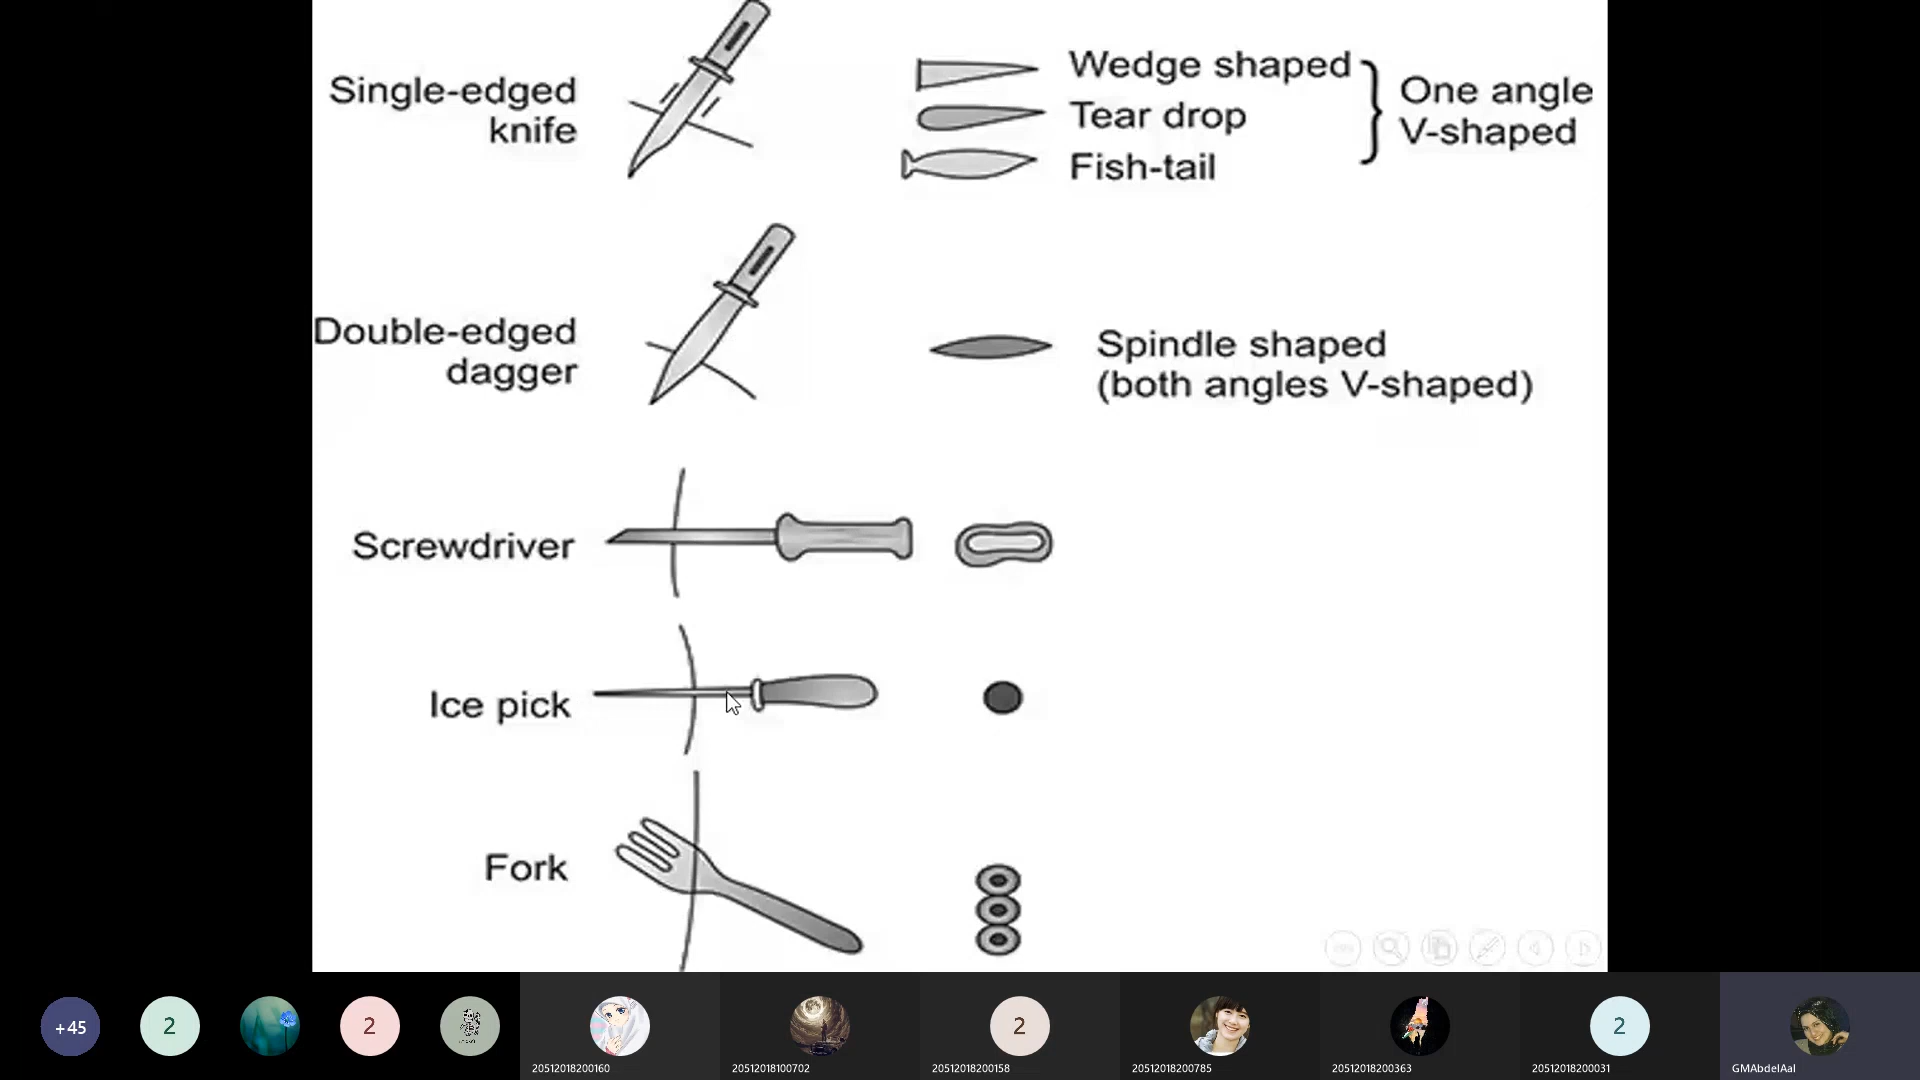 Single-edged
knife
Wedge shaped
Tear drop
Fish-tail
One angle
V-shaped
Double-edged
dagger
Spindle shaped
(both angles V-shaped)
Screwdriver
Ice pick
Fork
+45
2
2
2
2
20512018200160
20512018100702
20512018200158
20512018200785
20512018200363
20512018200031
GMAbdelAal